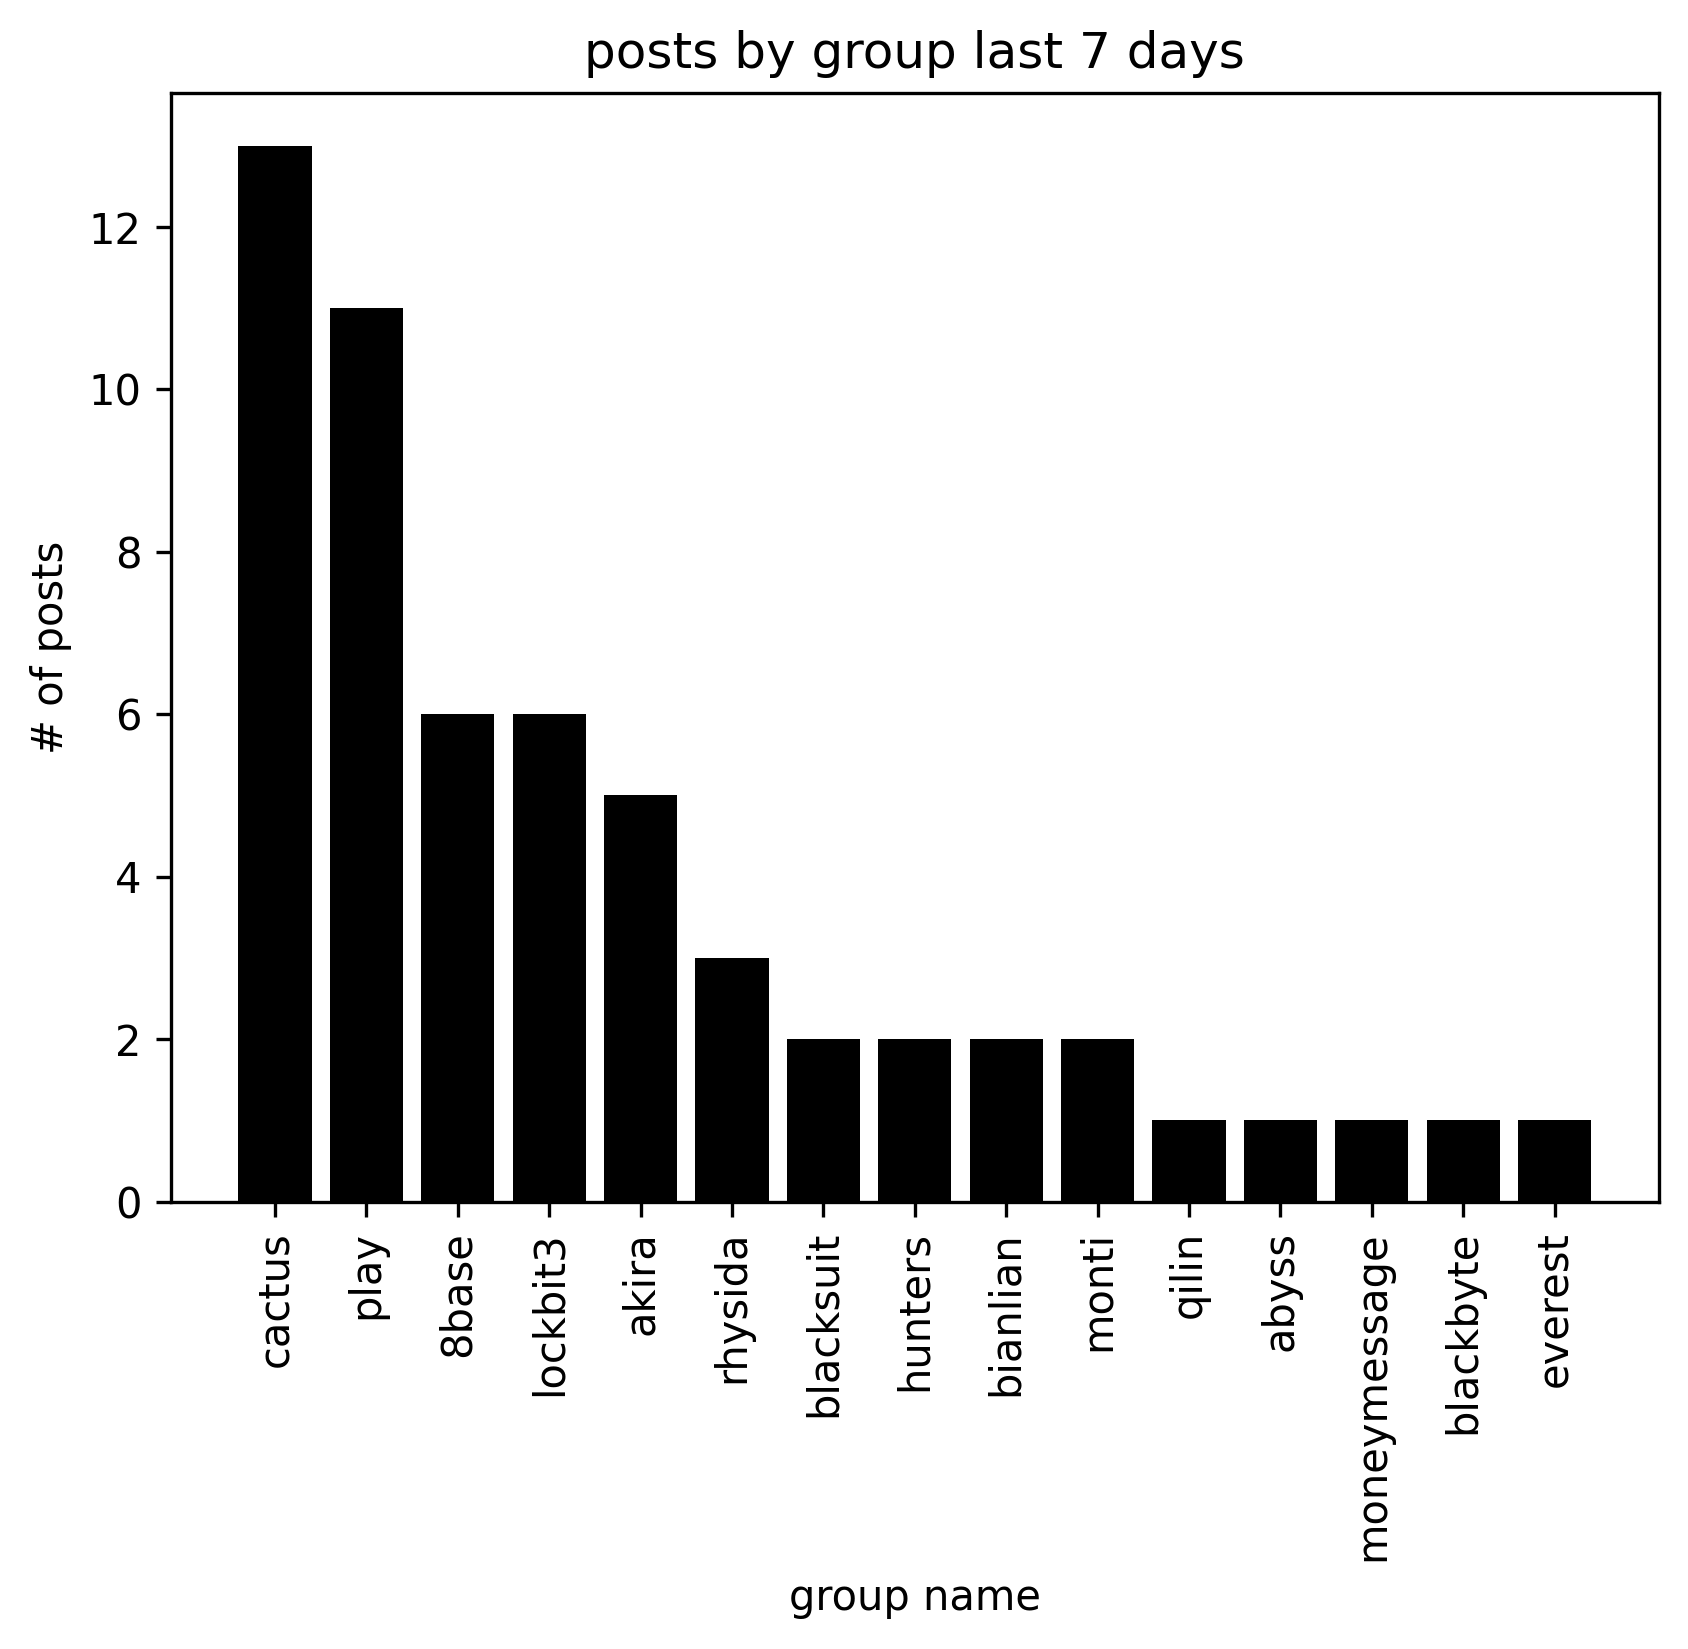 posts by group last 7 days
# of posts
12
10
8
6
4
2
0
cactus
play
8base
lockbit3
akira
rhysida
blacksuit
hunters
bianlian
monti
qilin
abyss
moneymessage
blackbyte
everest
group name